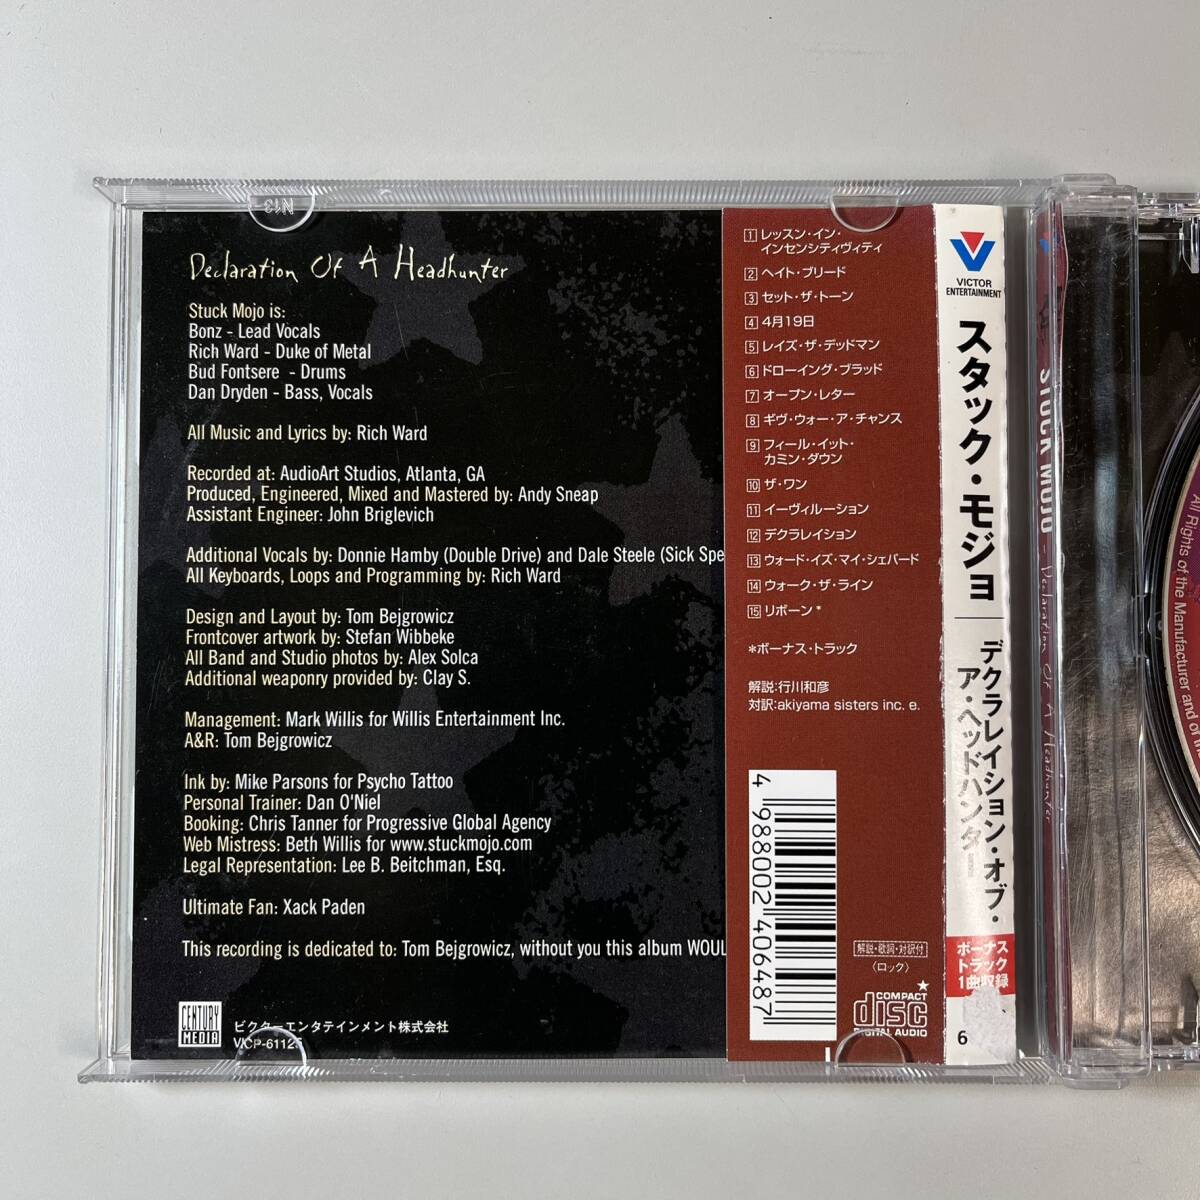 N13
Declaration Of A Headhunter
Stuck Mojo is:
Bonz - Lead Vocals
Rich Ward - Duke of Metal
Bud Fontsere - Drums
Dan Dryden - Bass, Vocals
All Music and Lyrics by: Rich Ward
Recorded at: AudioArt Studios, Atlanta, GA
Produced, Engineered, Mixed and Mastered by: Andy Sneap
Assistant Engineer: John Briglevich
Additional Vocals by: Donnie Hamby (Double Drive) and Dale Steele (Sick Spe
All Keyboards, Loops and Programming by: Rich Ward
Design and Layout by: Tom Bejgrowicz
Frontcover artwork by: Stefan Wibbeke
All Band and Studio photos by: Alex Solca
Additional weaponry provided by: Clay S.
Management: Mark Willis for Willis Entertainment Inc.
A&R: Tom Bejgrowicz
Ink by: Mike Parsons for Psycho Tattoo
Personal Trainer: Dan O'Niel
Booking: Chris Tanner for Progressive Global Agency
Web Mistress: Beth Willis for www.stuckmojo.com
Legal Representation: Lee B. Beitchman, Esq.
Ultimate Fan: Xack Paden
This recording is dedicated to: Tom Bejgrowicz, without you this album WOUL
CENTURY
MEDIA
ビクターエンタテインメント株式会社
VICP-61125
1 レッスン・イン・
インセンシティヴィティ
2 ヘイト・ブリード
3 セット・ザ・トーン
4 4月19日
5 レイズ・ザ・デッドマン
6 ドローイング・ブラッド
7 オープン・レター
8 ギヴ・ウォー・ア・チャンス
9 フィール・イット・
カミン・ダウン
10 ザ・ワン
11 イーヴィルーション
12 デクラレイション
13 ウォード・イズ・マイ・シェパード
14 ウォーク・ザ・ライン
15 リボーン*
*ボーナス・トラック
解説:行川和彦
対訳:akiyama sisters inc. e.
4 988002 406487
解説・歌詞・対訳付
〈ロック〉
COMPACT
disc
DIGITAL AUDIO
VICTOR
ENTERTAINMENT
スタック・モジョ
デクラレイション・オブ・
ア・ヘッドハンター
ボーナス
トラック
1曲収録
6
STUCK MOJO - Declaration Of A Headhunter
All Rights of the Manufacturer and of the